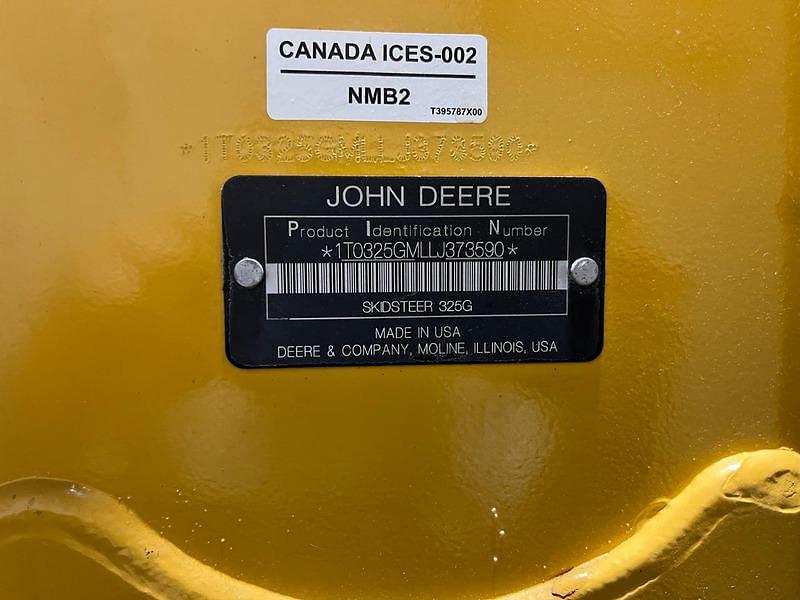 CANADA ICES-002
NMB2
T395787X00
*1T0325GMLLJ373590*
JOHN DEERE
Product Identification Number
*1T0325GMLLJ373590*
SKIDSTEER 325G
MADE IN USA
DEERE & COMPANY, MOLINE, ILLINOIS, USA